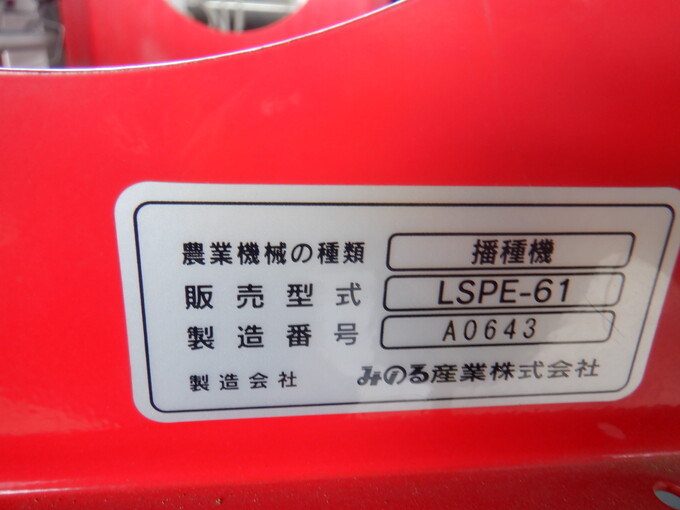 農業機械の種類 播種機
販売型式 LSPE-61
製造番号 A0643
製造会社 みのる産業株式会社